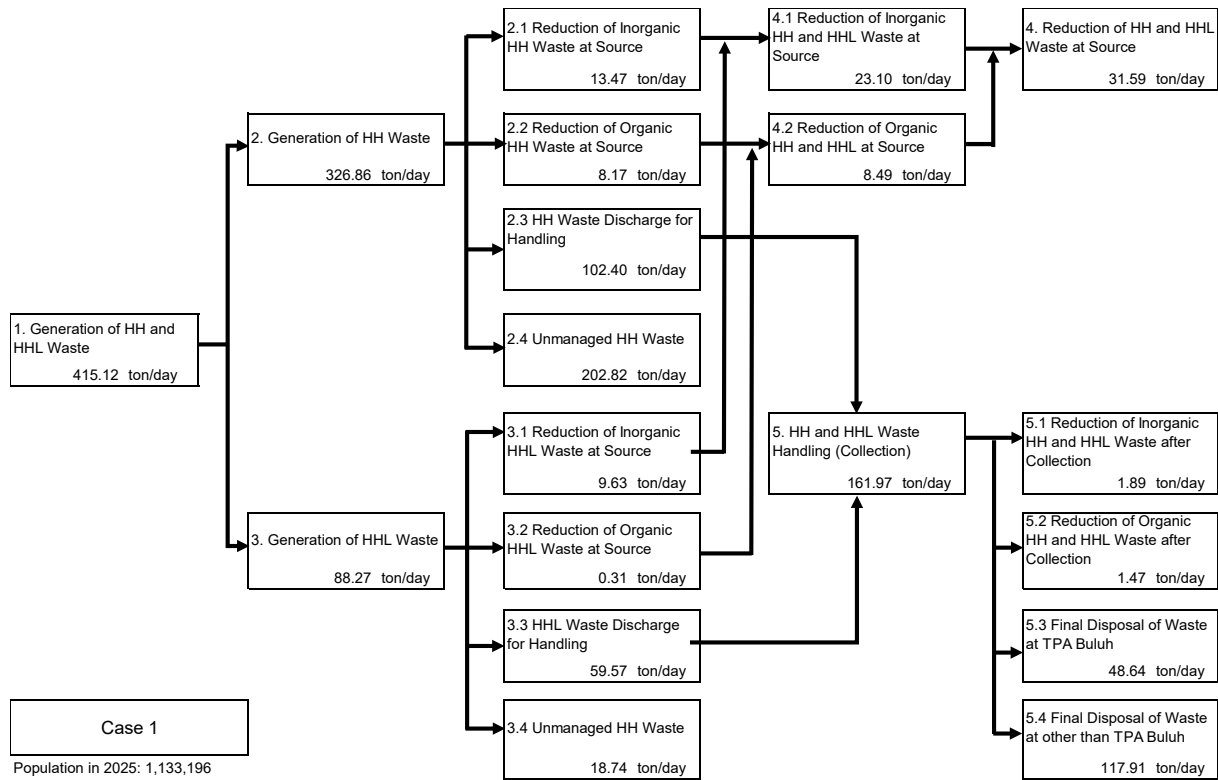 1. Generation of HH and
HHL Waste
415.12 ton/day
2. Generation of HH Waste
326.86 ton/day
3. Generation of HHL Waste
88.27 ton/day
2.1 Reduction of Inorganic
HH Waste at Source
13.47 ton/day
2.2 Reduction of Organic
HH Waste at Source
8.17 ton/day
2.3 HH Waste Discharge for
Handling
102.40 ton/day
2.4 Unmanaged HH Waste
202.82 ton/day
3.1 Reduction of Inorganic
HHL Waste at Source
9.63 ton/day
3.2 Reduction of Organic
HHL Waste at Source
0.31 ton/day
3.3 HHL Waste Discharge
for Handling
59.57 ton/day
3.4 Unmanaged HH Waste
18.74 ton/day
4.1 Reduction of Inorganic
HH and HHL Waste at
Source
23.10 ton/day
4.2 Reduction of Organic
HH and HHL at Source
8.49 ton/day
5. HH and HHL Waste
Handling (Collection)
161.97 ton/day
4. Reduction of HH and HHL
Waste at Source
31.59 ton/day
5.1 Reduction of Inorganic
HH and HHL Waste after
Collection
1.89 ton/day
5.2 Reduction of Organic
HH and HHL Waste after
Collection
1.47 ton/day
5.3 Final Disposal of Waste
at TPA Buluh
48.64 ton/day
5.4 Final Disposal of Waste
at other than TPA Buluh
117.91 ton/day
Case 1
Population in 2025: 1,133,196